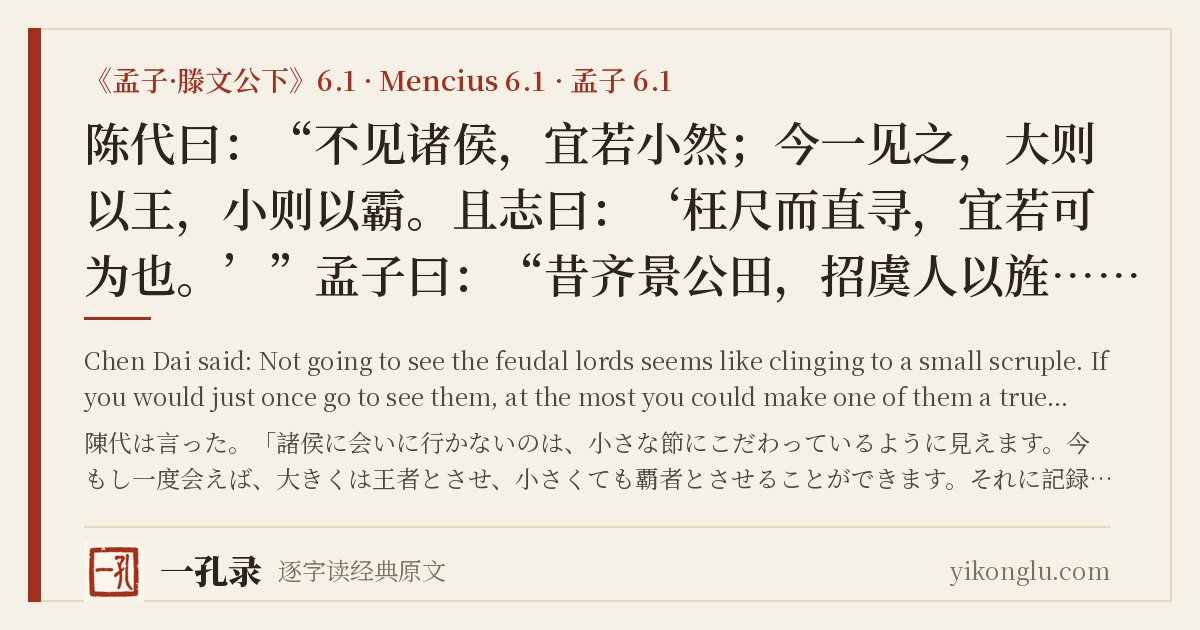 《孟子·滕文公下》6.1 · Mencius 6.1 · 孟子 6.1
陈代曰：“不见诸侯，宜若小然；今一见之，大则
以王，小则以霸。且志曰：‘枉尺而直寻，宜若可
为也。’”孟子曰：“昔齐景公田，招虞人以旌……
Chen Dai said: Not going to see the feudal lords seems like clinging to a small scruple. If
you would just once go to see them, at the most you could make one of them a true...
陳代は言った。「諸侯に会いに行かないのは、小さな節にこだわっているように見えます。今
もし一度会えば、大きくは王者とさせ、小さくても覇者とさせることができます。それに記録…
一孔
一孔录
逐字读经典原文
yikonglu.com